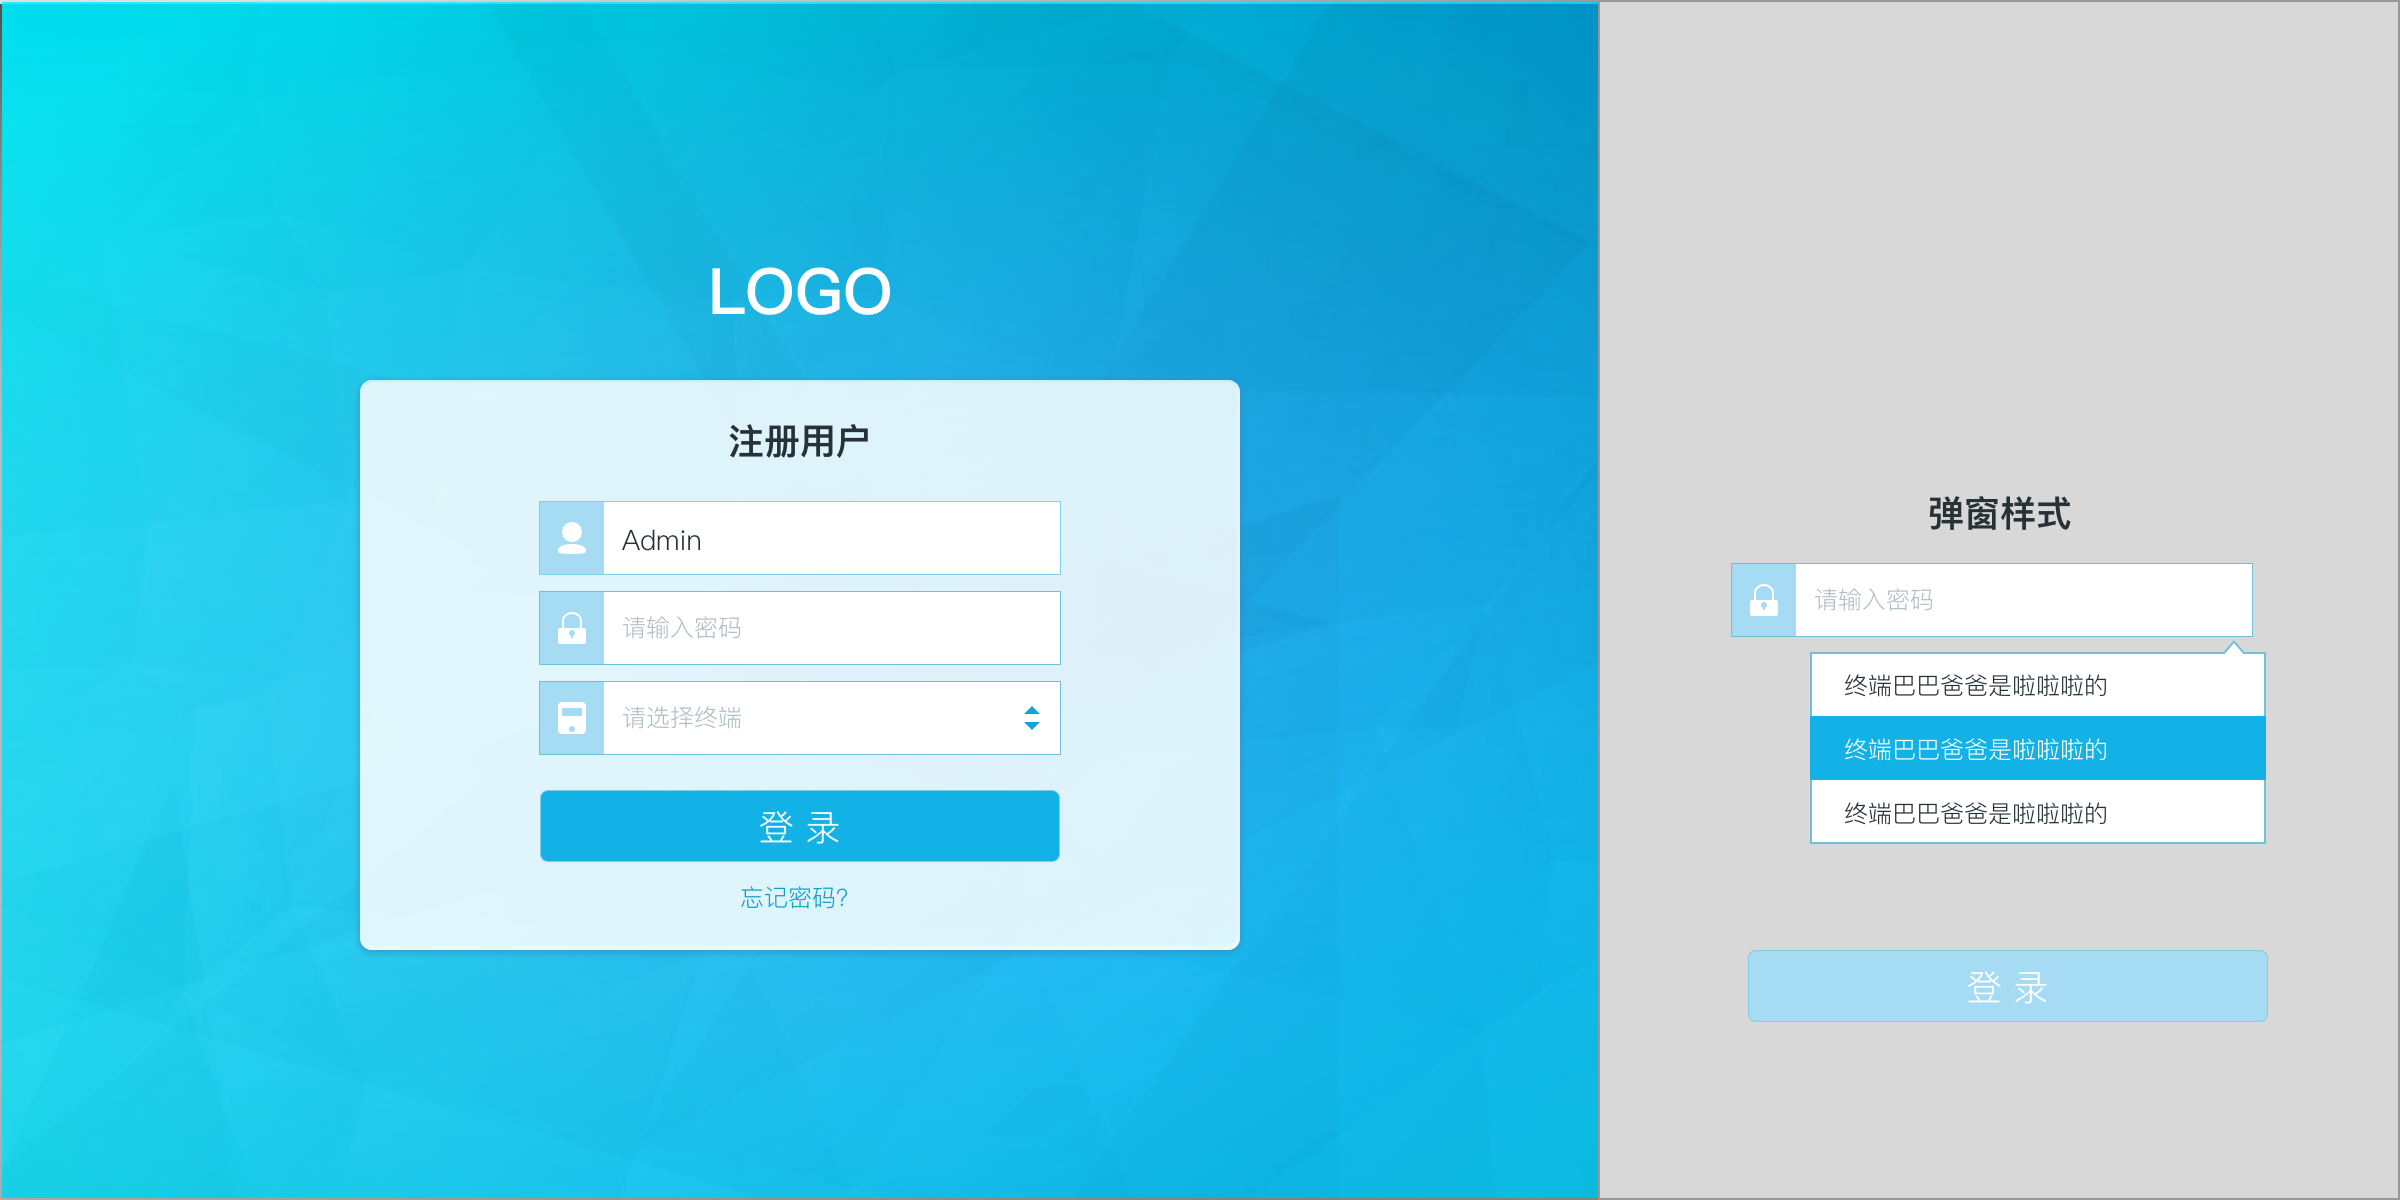 LOGO
注册用户
Admin
请输入密码
请选择终端
登 录
忘记密码?
弹窗样式
请输入密码
终端巴巴爸爸是啦啦啦的
终端巴巴爸爸是啦啦啦的
终端巴巴爸爸是啦啦啦的
登 录